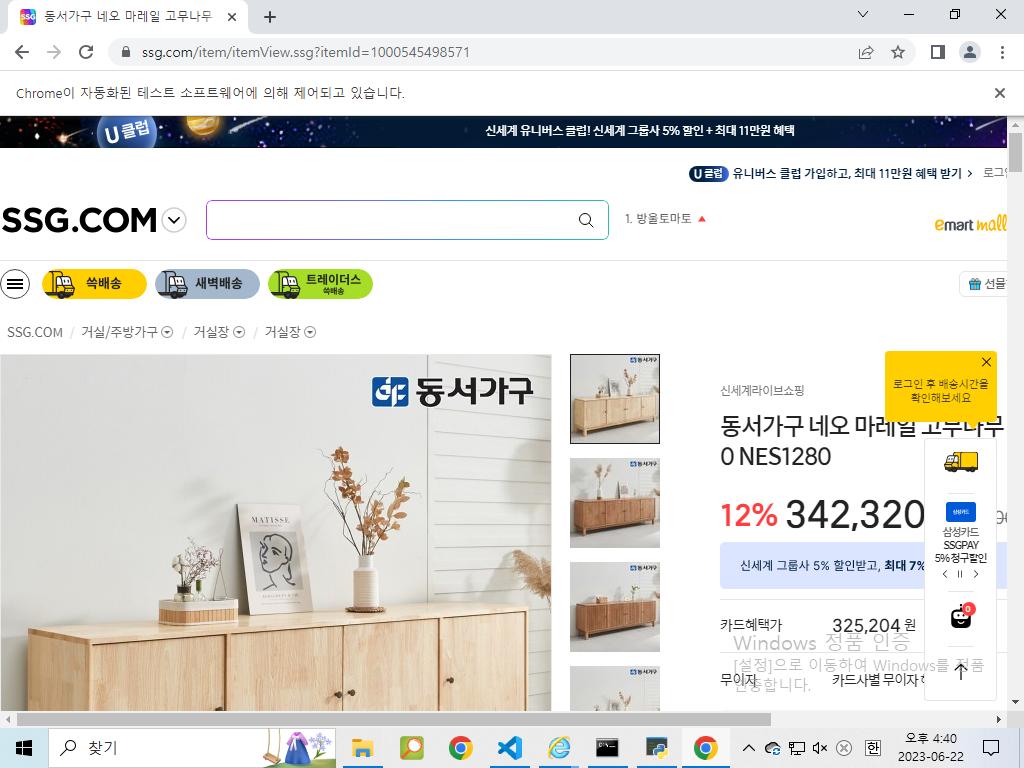 동서가구 네오 마레일 고무나무
ssg.com/item/itemView.ssg?itemId=1000545498571
Chrome이 자동화된 테스트 소프트웨어에 의해 제어되고 있습니다.
U클럽
신세계 유니버스 클럽! 신세계 그룹사 5% 할인 + 최대 11만원 혜택
U 클럽 유니버스 클럽 가입하고, 최대 11만원 혜택 받기 > 로그인
SSG.COM
1. 방울토마토
emart mall
쓱배송
새벽배송
트레이더스
쓱배송
선물
SSG.COM / 거실/주방가구 / 거실장 / 거실장
동서가구
MATISSE
신세계라이브쇼핑
로그인 후 배송시간을
확인해보세요
동서가구 네오 마레일 고무나무
0 NES1280
12% 342,320
삼성카드
삼성카드
SSGPAY
5% 청구할인
신세계 그룹사 5% 할인받고, 최대 7%
0
카드혜택가 325,204 원
무이자 카드사별 무이자
Windows 정품 인증
[설정]으로 이동하여 Windows를 정품
인증합니다.
찾기
한
오후 4:40
2023-06-22